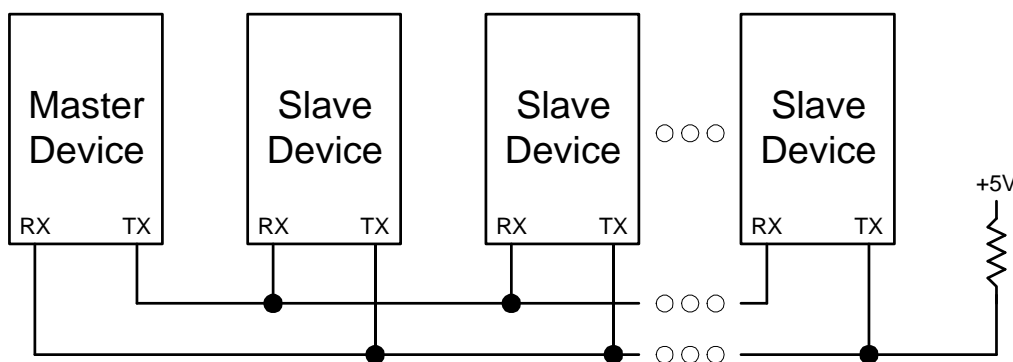 Master
Device
Slave
Device
Slave
Device
Slave
Device
+5V
RX TX RX TX RX TX RX TX